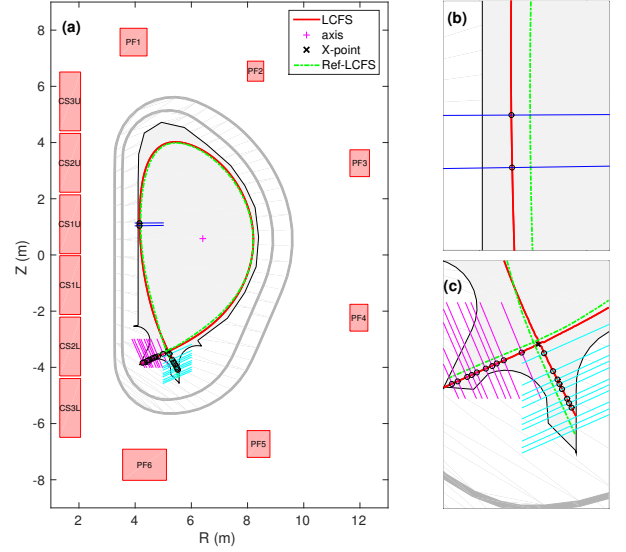 (a)
LCFS
axis
X-point
Ref-LCFS
PF1
PF2
PF3
PF4
PF5
PF6
CS3U
CS2U
CS1U
CS1L
CS2L
CS3L
8
6
4
2
0
-2
-4
-6
-8
Z (m)
2
4
6
8
10
12
R (m)
(b)
(c)